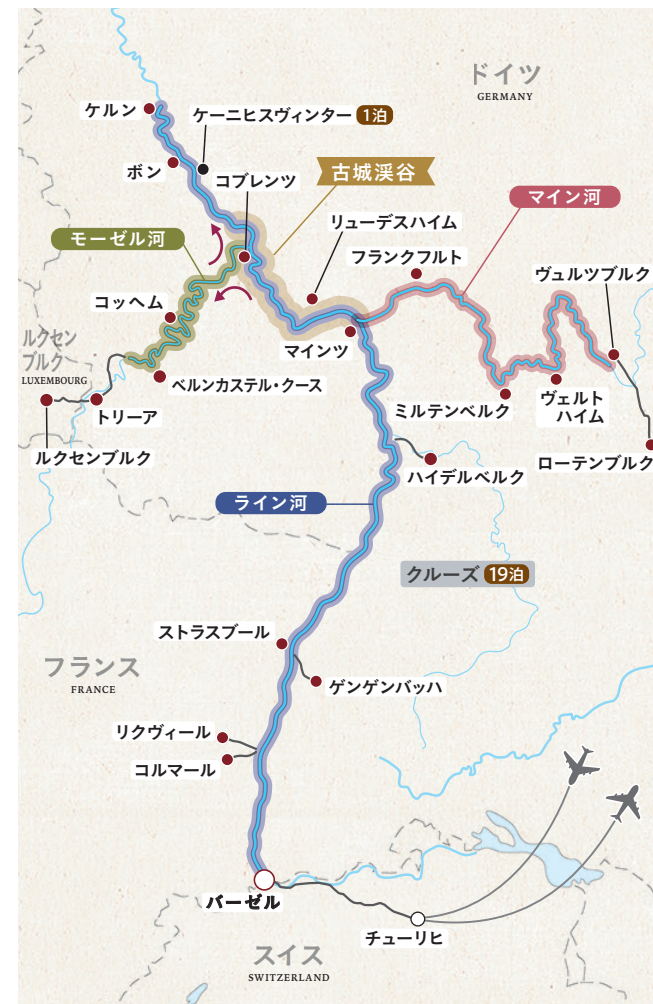 ドイツ
GERMANY
ケルン
ケーニヒスヴィンター 1泊
ボン
コブレンツ
古城渓谷
マイン河
リューデスハイム
モーゼル河
フランクフルト
ヴュルツブルク
コッヘム
ルクセン
ブルク
LUXEMBOURG
マインツ
ベルンカステル・クース
トリーア
ミルテンベルク
ヴェルト
ハイム
ルクセンブルク
ハイデルベルク
ローテンブルク
ライン河
クルーズ 19泊
ストラスブール
フランス
FRANCE
ゲンゲンバッハ
リクヴィール
コルマール
バーゼル
チューリヒ
スイス
SWITZERLAND